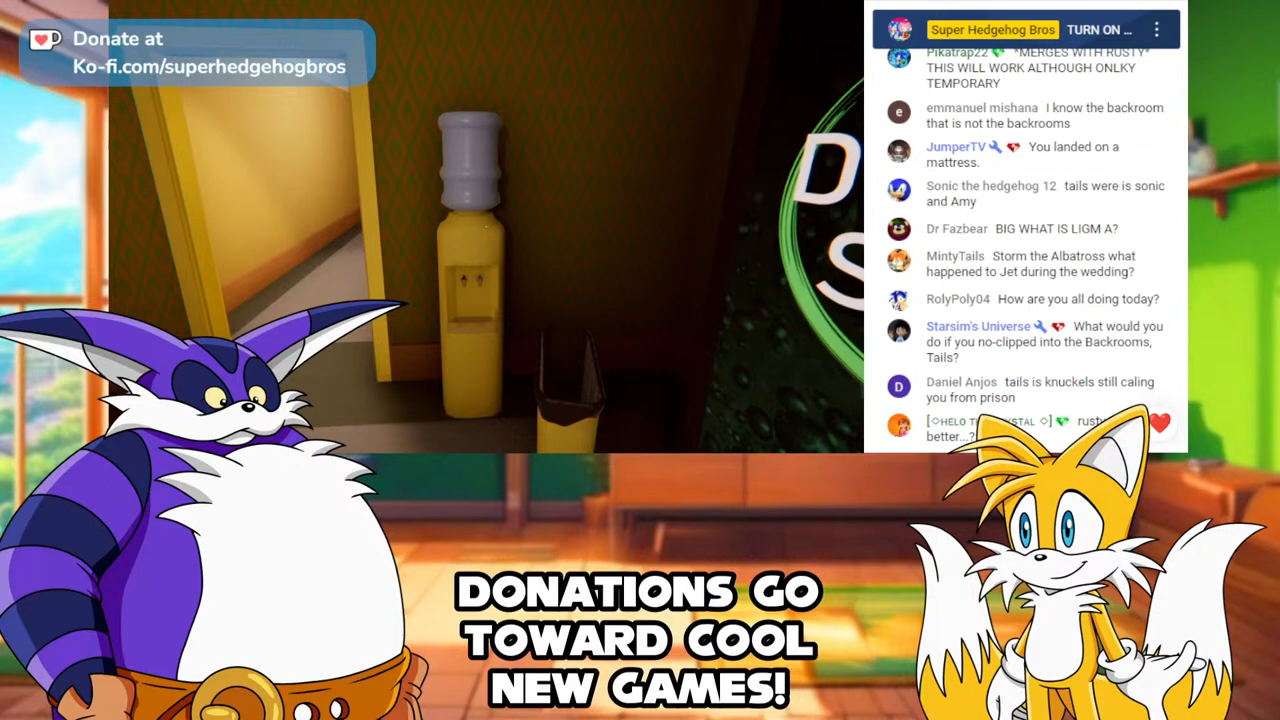 Donate at
Ko-fi.com/superhedgehogbros
D
S
Super Hedgehog Bros TURN ON ...
Pikatrap22 *MERGES WITH RUSTY*
THIS WILL WORK ALTHOUGH ONLKY
TEMPORARY
e
emmanuel mishana I know the backroom
that is not the backrooms
JumperTV You landed on a
mattress.
Sonic the hedgehog 12 tails were is sonic
and Amy
Dr Fazbear BIG WHAT IS LIGM A?
MintyTails Storm the Albatross what
happened to Jet during the wedding?
RolyPoly04 How are you all doing today?
Starsim's Universe What would you
do if you no-clipped into the Backrooms,
Tails?
D
Daniel Anjos tails is knuckels still caling
you from prison
[◇HELO
◇]
better...?
DONATIONS GO
TOWARD COOL
NEW GAMES!